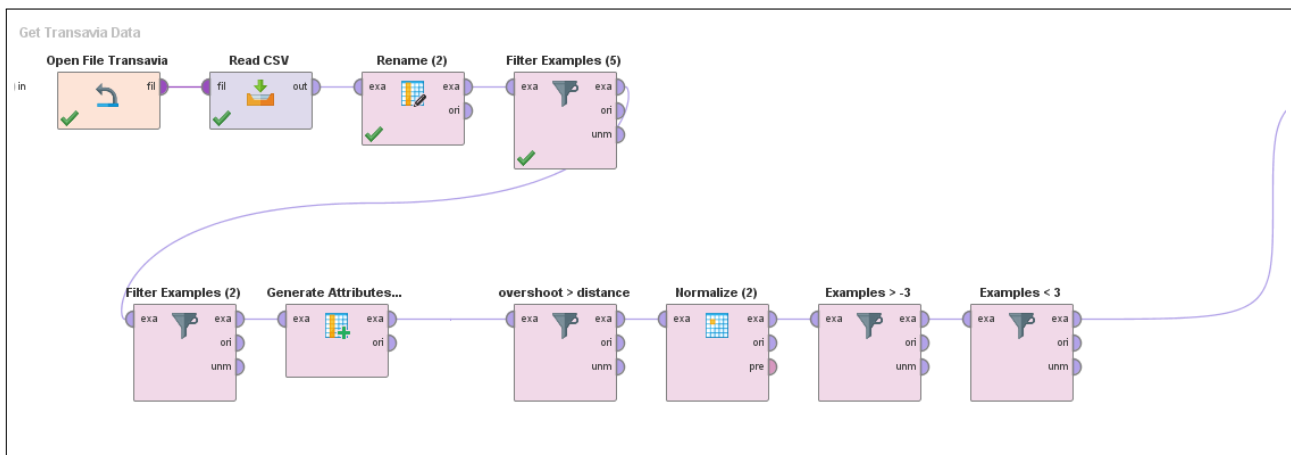 Get Transavia Data
Open File Transavia
Read CSV
Rename (2)
Filter Examples (5)
in
fil
fil
out
exa
exa
ori
exa
exa
ori
unm
Filter Examples (2)
Generate Attributes...
overshoot > distance
Normalize (2)
Examples > -3
Examples < 3
exa
exa
ori
unm
exa
exa
ori
exa
exa
ori
unm
exa
exa
ori
pre
exa
exa
ori
unm
exa
exa
ori
unm